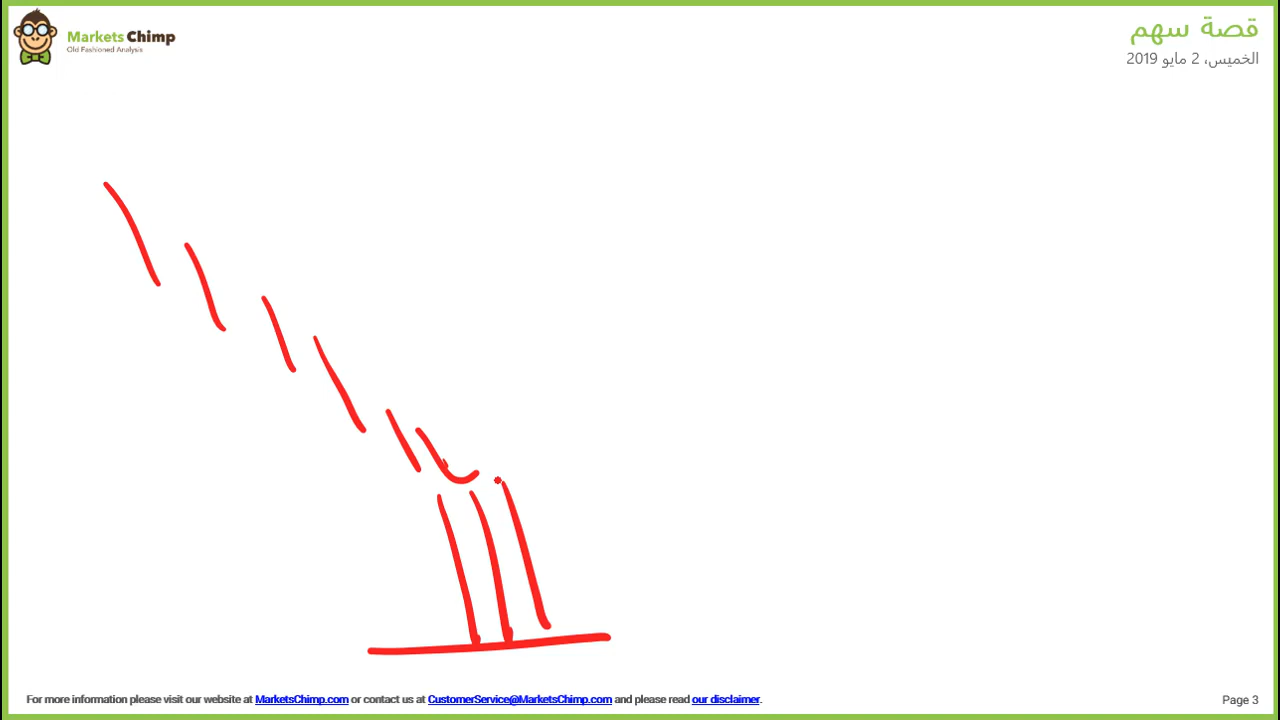 Markets Chimp
Old Fashioned Analysis
قصة سهم
الخميس، 2 مايو 2019
For more information please visit our website at MarketsChimp.com or contact us at CustomerService@MarketsChimp.com and please read our disclaimer.
Page 3